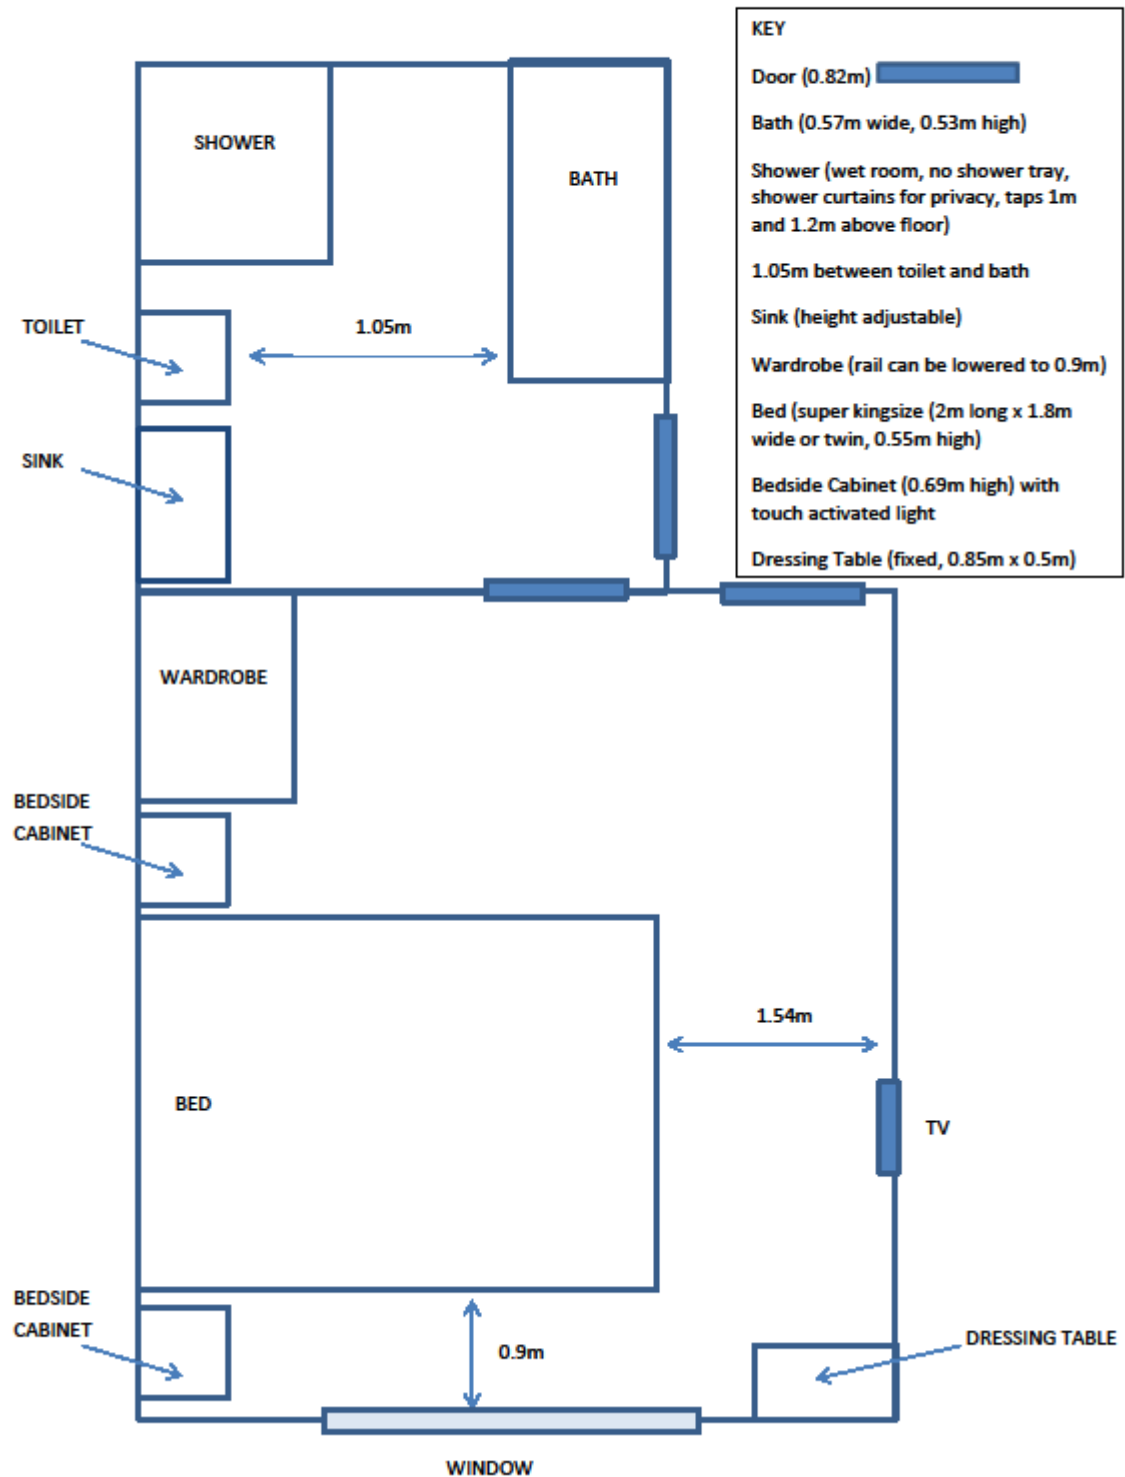 KEY
Door (0.82m)
Bath (0.57m wide, 0.53m high)
Shower (wet room, no shower tray,
shower curtains for privacy, taps 1m
and 1.2m above floor)
1.05m between toilet and bath
Sink (height adjustable)
Wardrobe (rail can be lowered to 0.9m)
Bed (super kingsize (2m long x 1.8m
wide or twin, 0.55m high)
Bedside Cabinet (0.69m high) with
touch activated light
Dressing Table (fixed, 0.85m x 0.5m)
SHOWER
BATH
TOILET
1.05m
SINK
WARDROBE
BEDSIDE
CABINET
1.54m
BED
TV
BEDSIDE
CABINET
0.9m
DRESSING TABLE
WINDOW